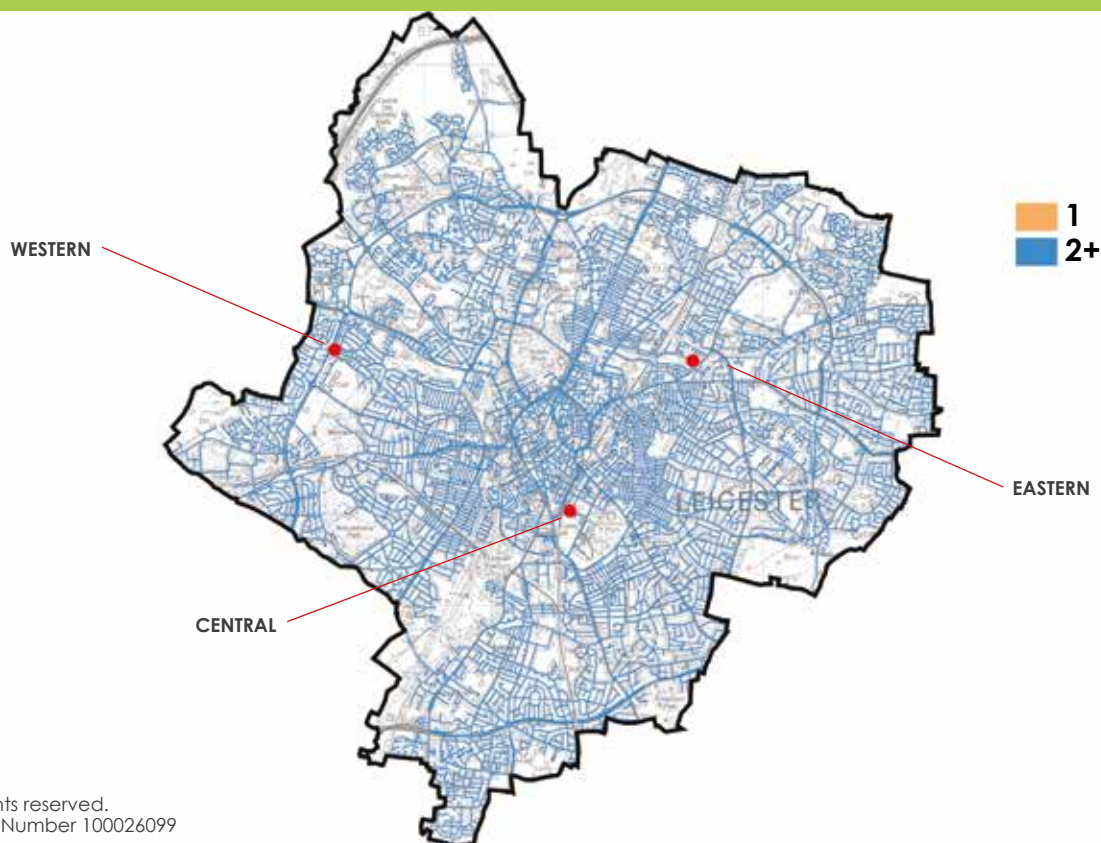 WESTERN
1
2+
LEICESTER
EASTERN
CENTRAL
nts reserved.
Number 100026099